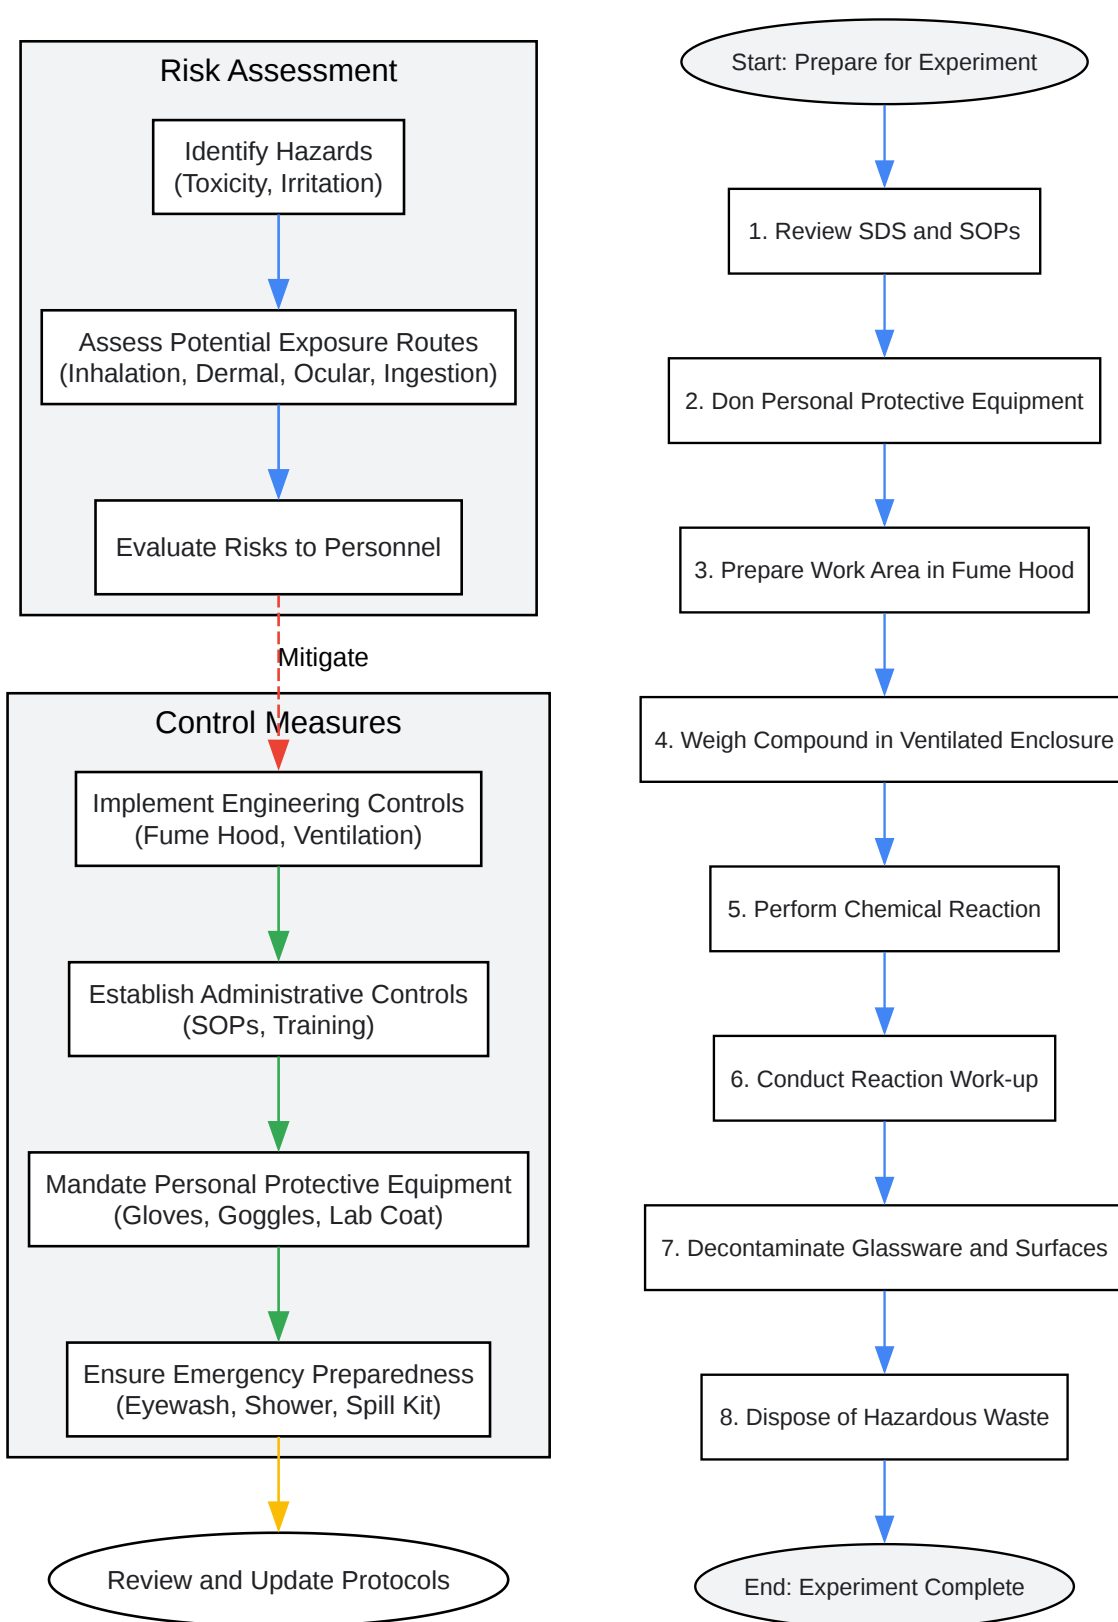 Risk Assessment
Identify Hazards
(Toxicity, Irritation)
Assess Potential Exposure Routes
(Inhalation, Dermal, Ocular, Ingestion)
Evaluate Risks to Personnel
Mitigate
Control Measures
Implement Engineering Controls
(Fume Hood, Ventilation)
Establish Administrative Controls
(SOPs, Training)
Mandate Personal Protective Equipment
(Gloves, Goggles, Lab Coat)
Ensure Emergency Preparedness
(Eyewash, Shower, Spill Kit)
Review and Update Protocols
Start: Prepare for Experiment
1. Review SDS and SOPs
2. Don Personal Protective Equipment
3. Prepare Work Area in Fume Hood
4. Weigh Compound in Ventilated Enclosure
5. Perform Chemical Reaction
6. Conduct Reaction Work-up
7. Decontaminate Glassware and Surfaces
8. Dispose of Hazardous Waste
End: Experiment Complete